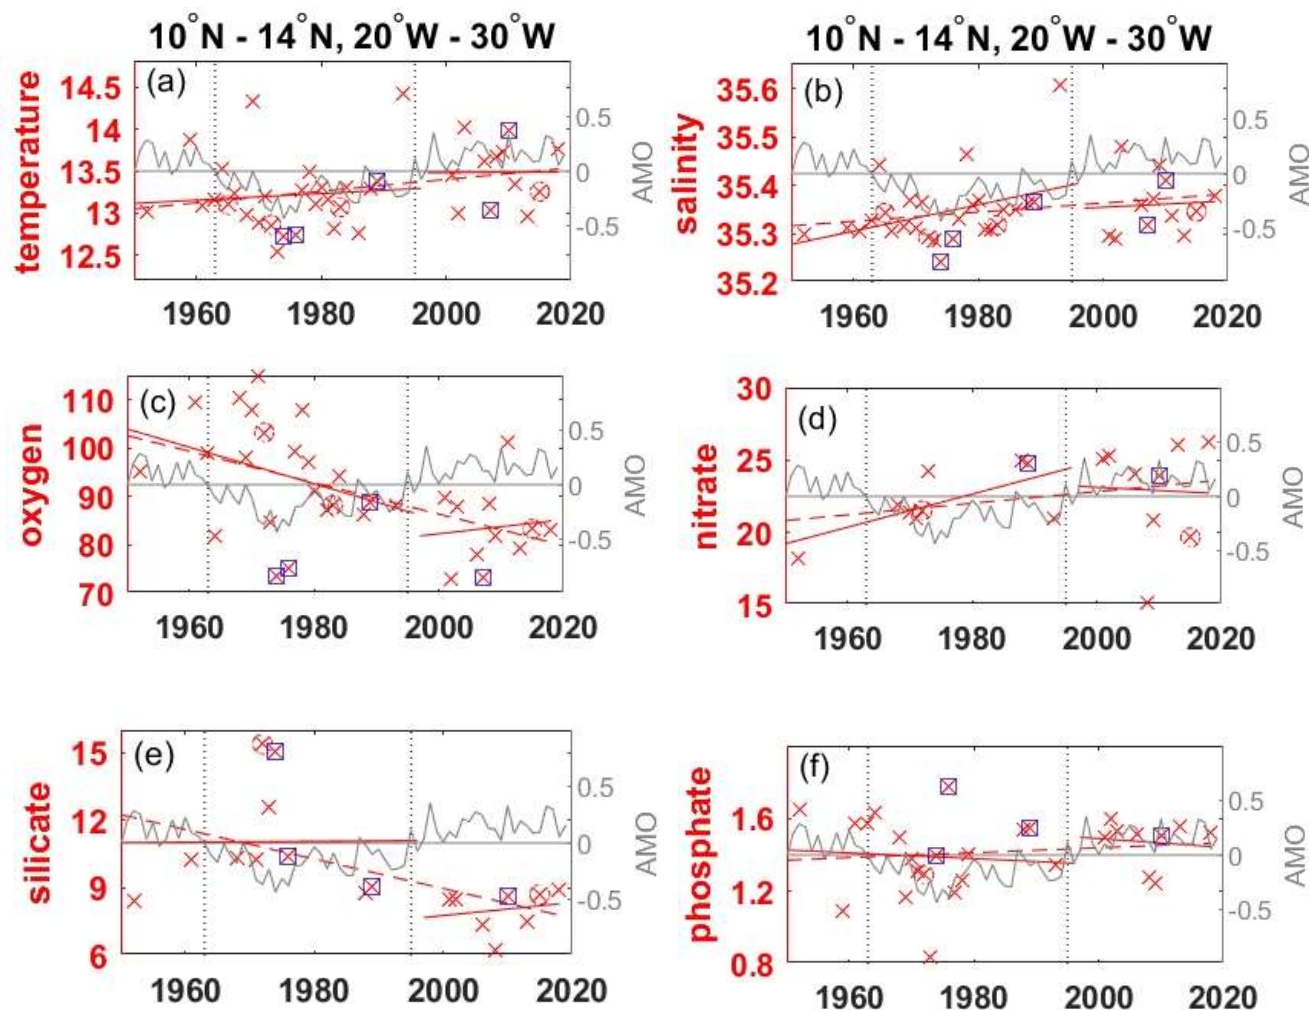 10°N - 14°N, 20°W - 30°W
10°N - 14°N, 20°W - 30°W
(a)
temperature
14.5
14
13.5
13
12.5
0.5
0
-0.5
AMO
1960 1980 2000 2020
(b)
salinity
35.6
35.5
35.4
35.3
35.2
0.5
0
-0.5
AMO
1960 1980 2000 2020
(c)
oxygen
110
100
90
80
70
0.5
0
-0.5
AMO
1960 1980 2000 2020
(d)
nitrate
30
25
20
15
0.5
0
-0.5
AMO
1960 1980 2000 2020
(e)
silicate
15
12
9
6
0.5
0
-0.5
AMO
1960 1980 2000 2020
(f)
phosphate
1.6
1.2
0.8
0.5
0
-0.5
AMO
1960 1980 2000 2020